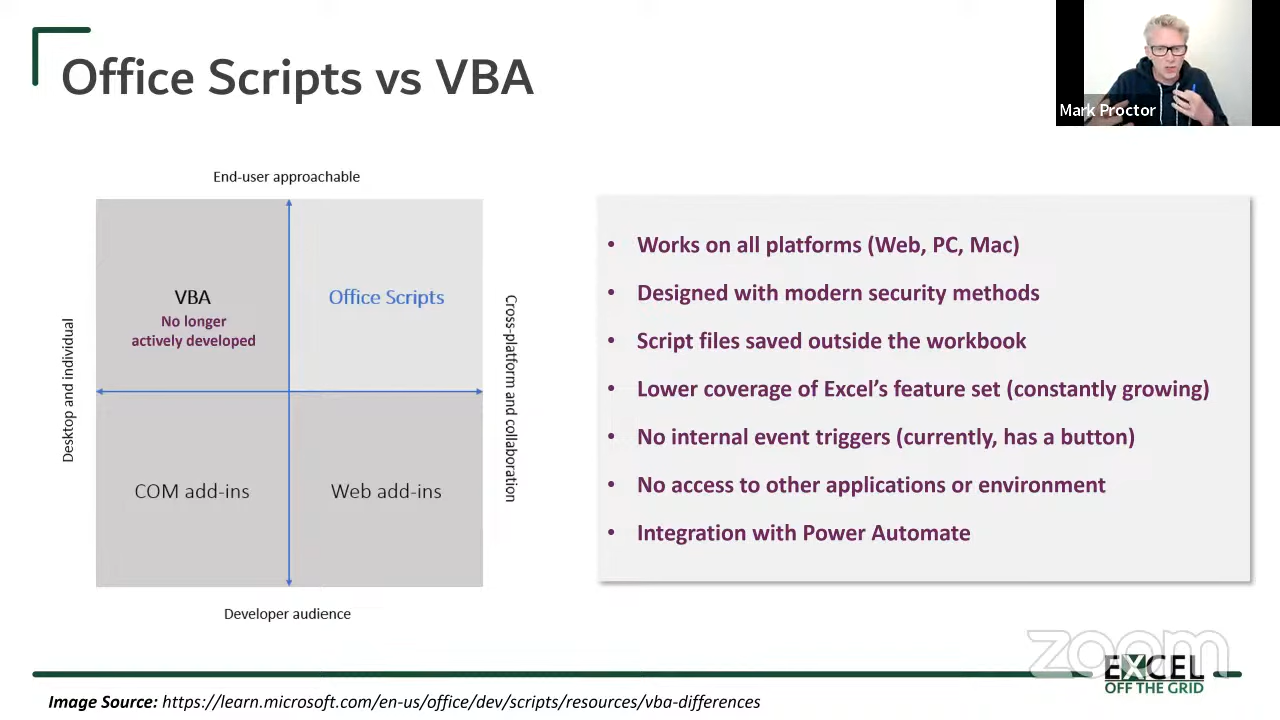 Office Scripts vs VBA
Mark Proctor
End-user approachable
VBA
No longer
actively developed
Office Scripts
Desktop and individual
Cross-platform and collaboration
COM add-ins
Web add-ins
Developer audience
• Works on all platforms (Web, PC, Mac)
• Designed with modern security methods
• Script files saved outside the workbook
• Lower coverage of Excel’s feature set (constantly growing)
• No internal event triggers (currently, has a button)
• No access to other applications or environment
• Integration with Power Automate
zoom
EXCEL
OFF THE GRID
Image Source: https://learn.microsoft.com/en-us/office/dev/scripts/resources/vba-differences